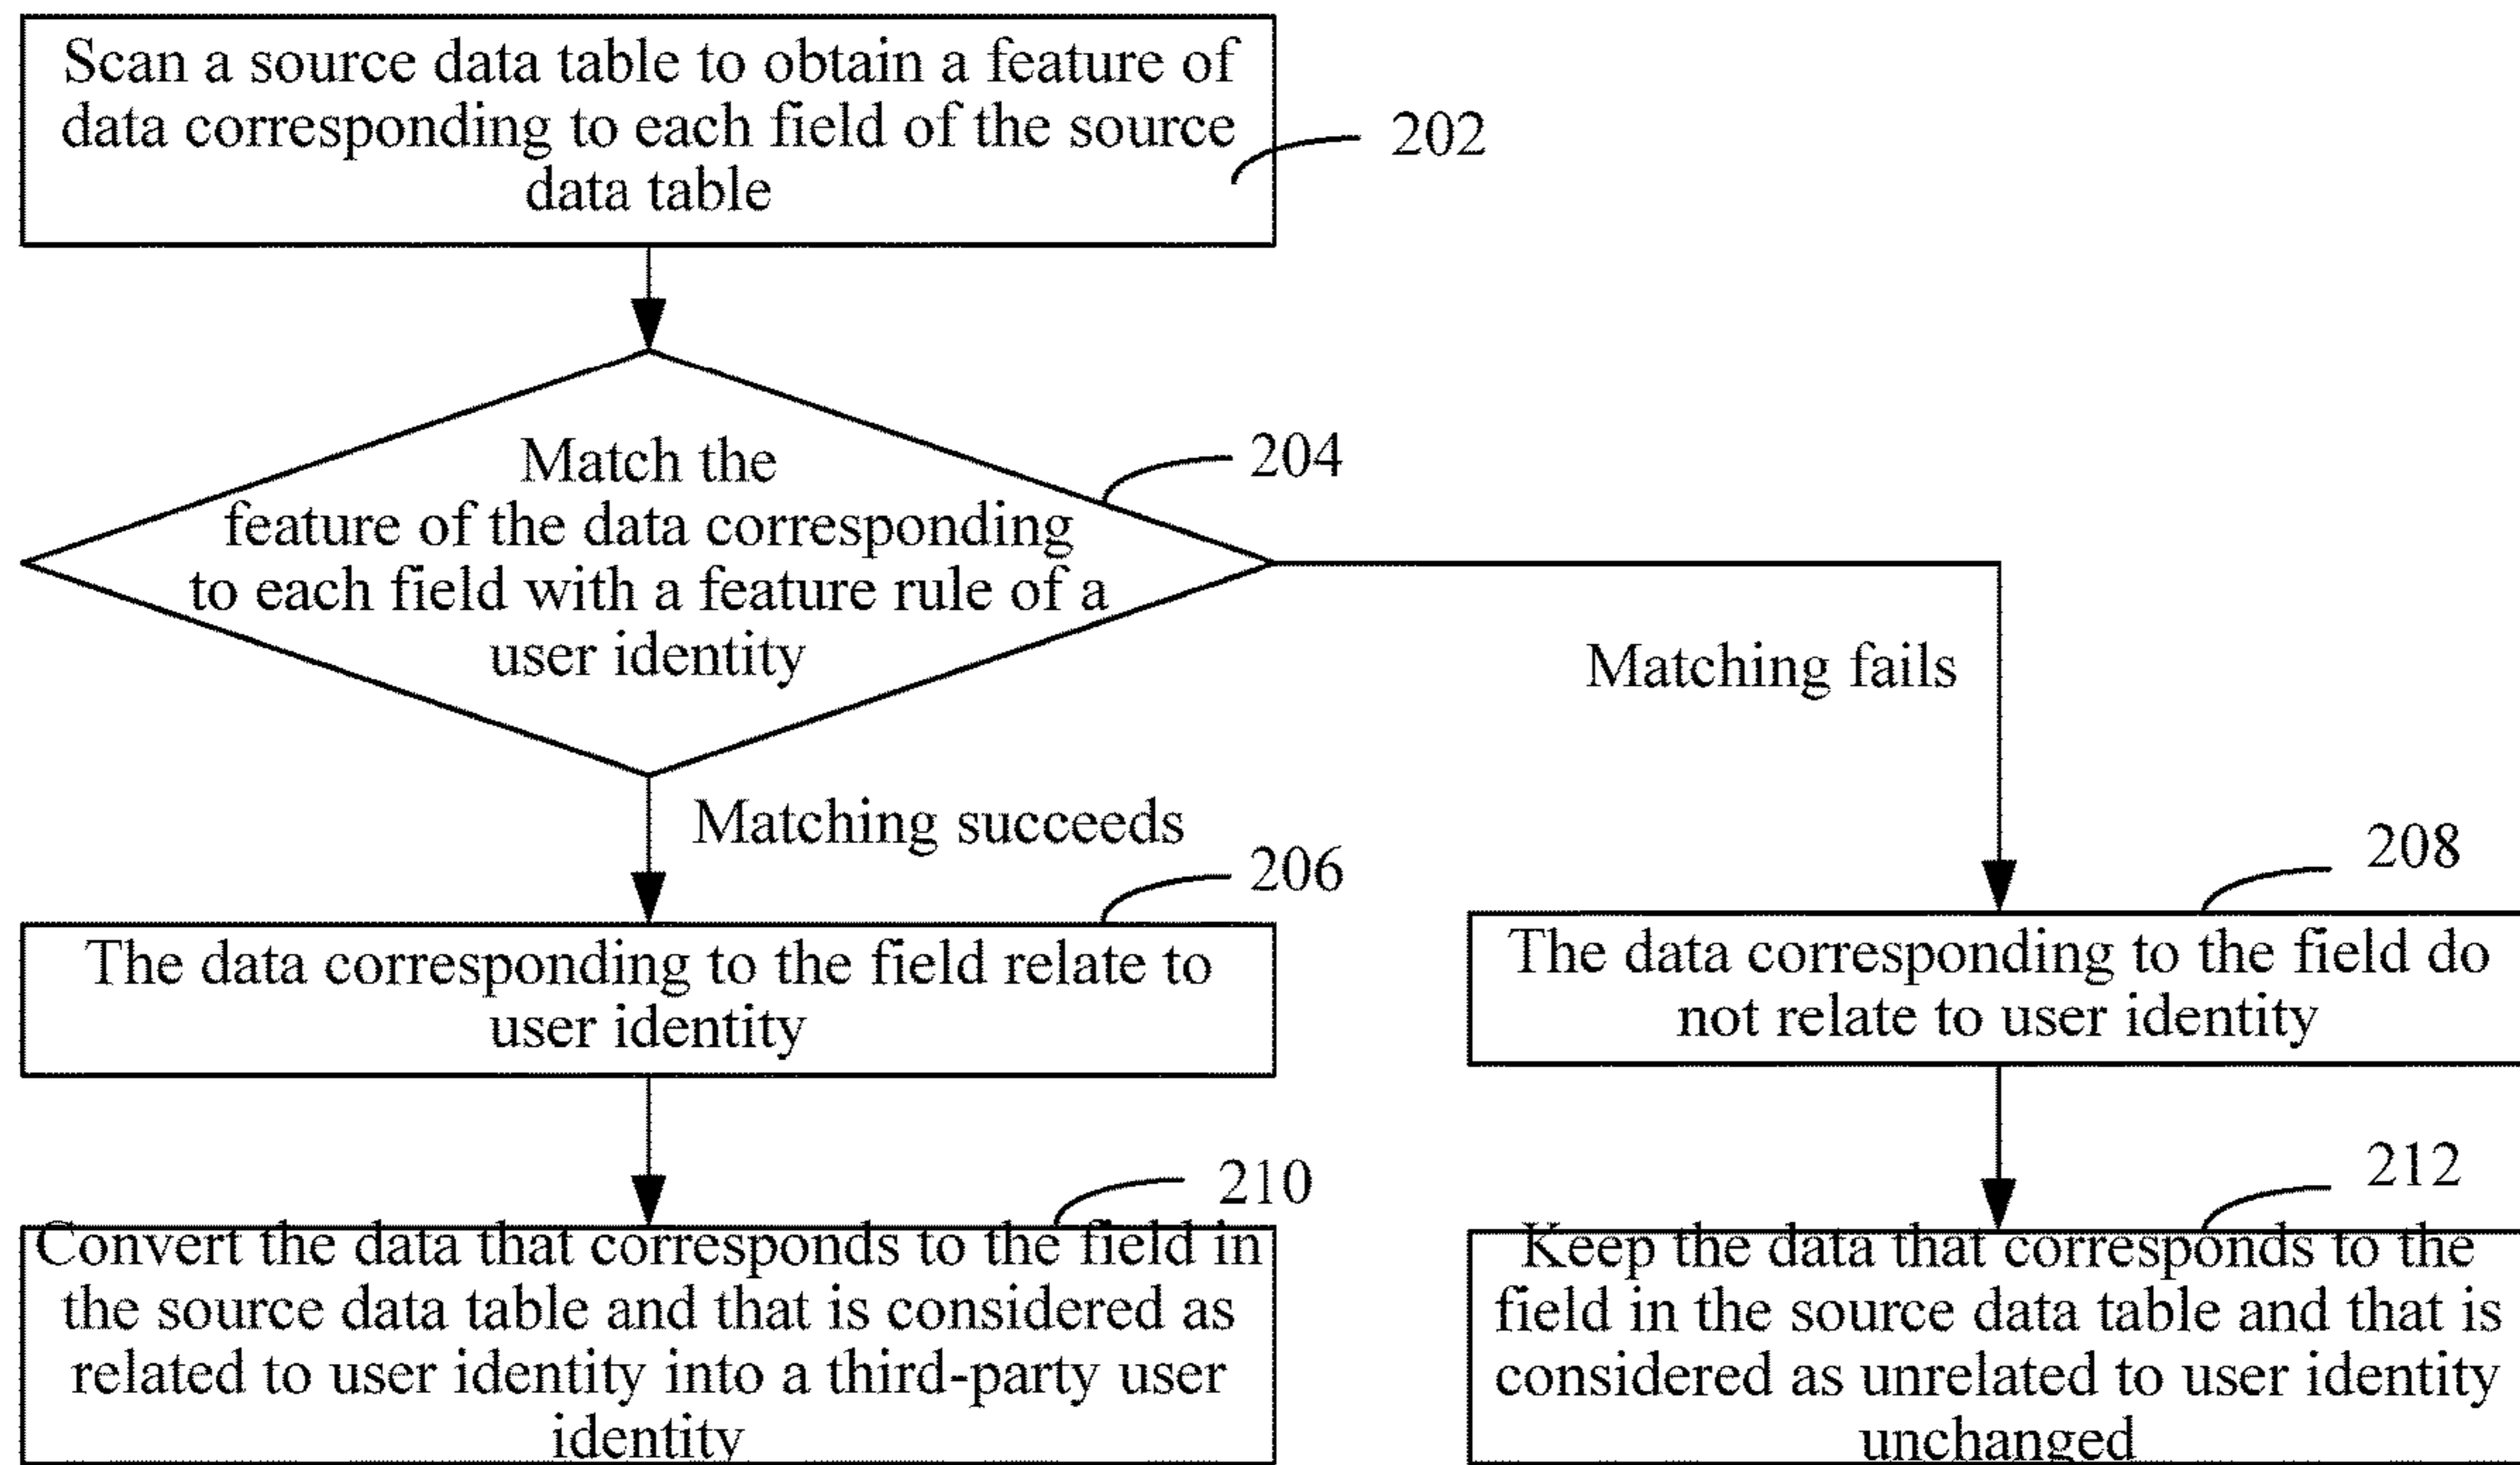 Scan a source data table to obtain a feature of
data corresponding to each field of the source
data table
202
Match the
feature of the data corresponding
to each field with a feature rule of a
user identity
204
Matching fails
Matching succeeds
206
The data corresponding to the field relate to
user identity
208
The data corresponding to the field do
not relate to user identity
210
Convert the data that corresponds to the field in
the source data table and that is considered as
related to user identity into a third-party user
identity
212
Keep the data that corresponds to the
field in the source data table and that is
considered as unrelated to user identity
unchanged